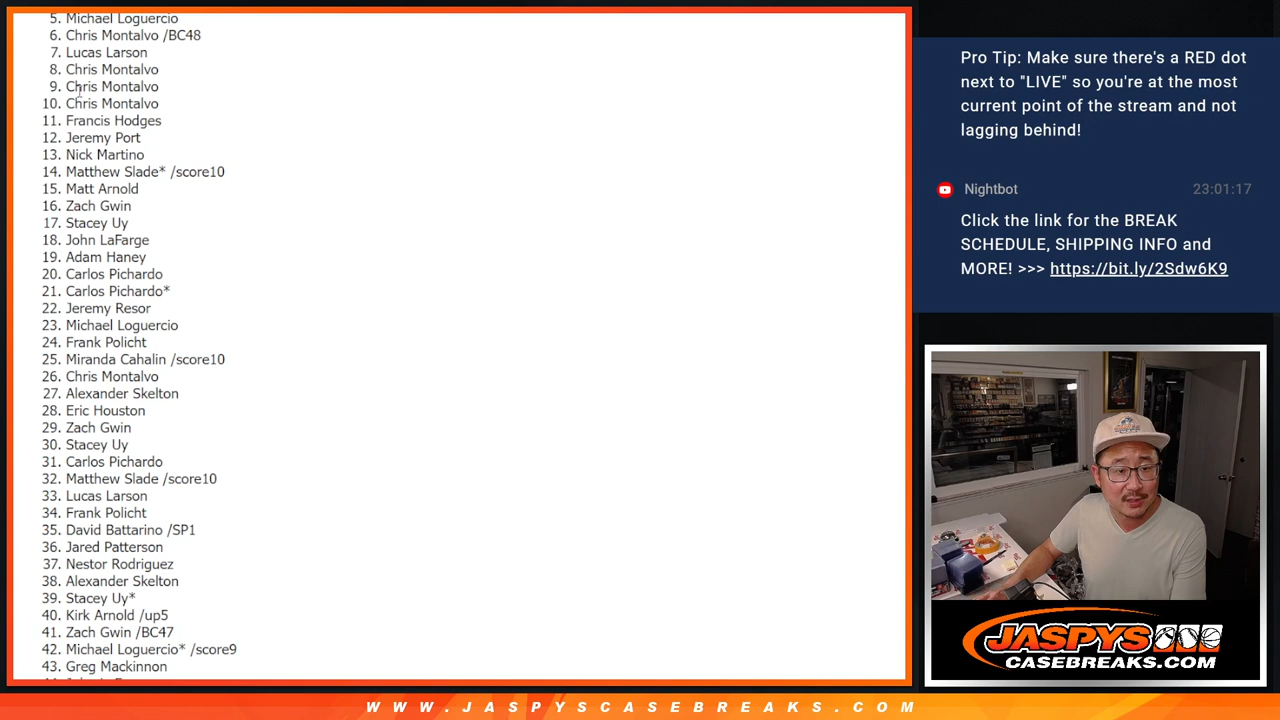 5. Michael Loguercio
6. Chris Montalvo /BC48
7. Lucas Larson
8. Chris Montalvo
9. Chris Montalvo
10. Chris Montalvo
11. Francis Hodges
12. Jeremy Port
13. Nick Martino
14. Matthew Slade* /score10
15. Matt Arnold
16. Zach Gwin
17. Stacey Uy
18. John LaFarge
19. Adam Haney
20. Carlos Pichardo
21. Carlos Pichardo*
22. Jeremy Resor
23. Michael Loguercio
24. Frank Policht
25. Miranda Cahalin /score10
26. Chris Montalvo
27. Alexander Skelton
28. Eric Houston
29. Zach Gwin
30. Stacey Uy
31. Carlos Pichardo
32. Matthew Slade /score10
33. Lucas Larson
34. Frank Policht
35. David Battarino /SP1
36. Jared Patterson
37. Nestor Rodriguez
38. Alexander Skelton
39. Stacey Uy*
40. Kirk Arnold /up5
41. Zach Gwin /BC47
42. Michael Loguercio* /score9
43. Greg Mackinnon
Pro Tip: Make sure there's a RED dot
next to "LIVE" so you're at the most
current point of the stream and not
lagging behind!
Nightbot 23:01:17
Click the link for the BREAK
SCHEDULE, SHIPPING INFO and
MORE! >>> https://bit.ly/2Sdw6K9
JASPYS
CASEBREAKS.COM
WWW.JASPYSCASEBREAKS.COM